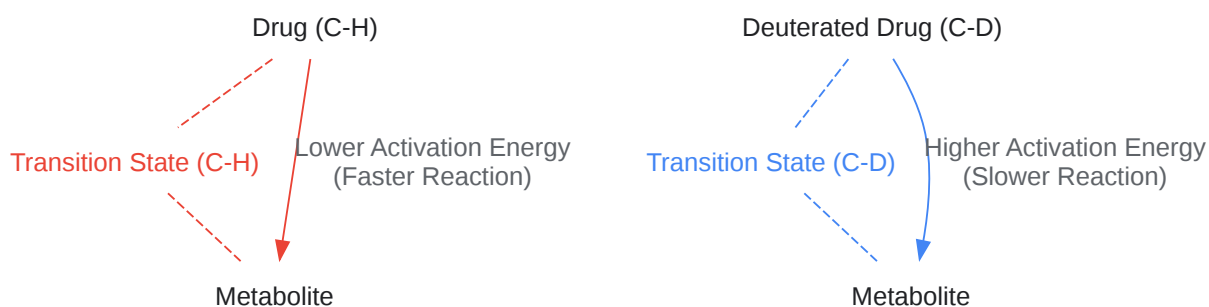 Drug (C-H)
Transition State (C-H)
Lower Activation Energy
(Faster Reaction)
Metabolite
Deuterated Drug (C-D)
Transition State (C-D)
Higher Activation Energy
(Slower Reaction)
Metabolite